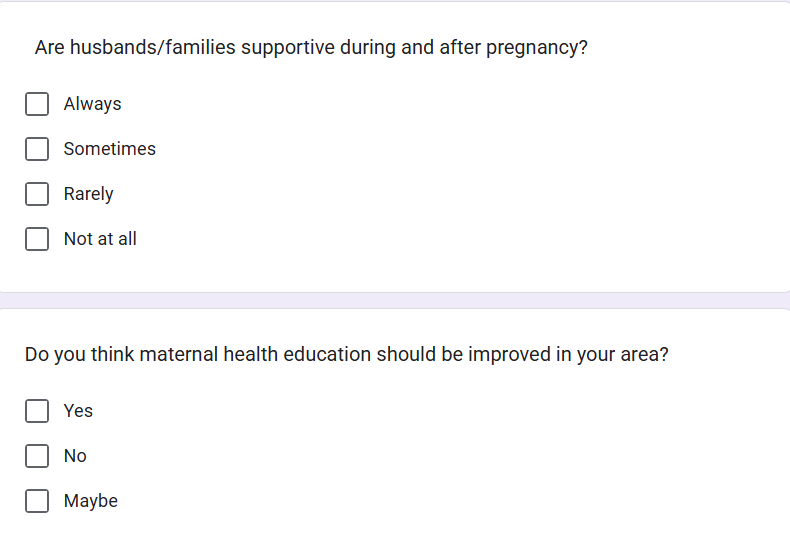 Are husbands/families supportive during and after pregnancy?
Always
Sometimes
Rarely
Not at all
Do you think maternal health education should be improved in your area?
Yes
No
Maybe